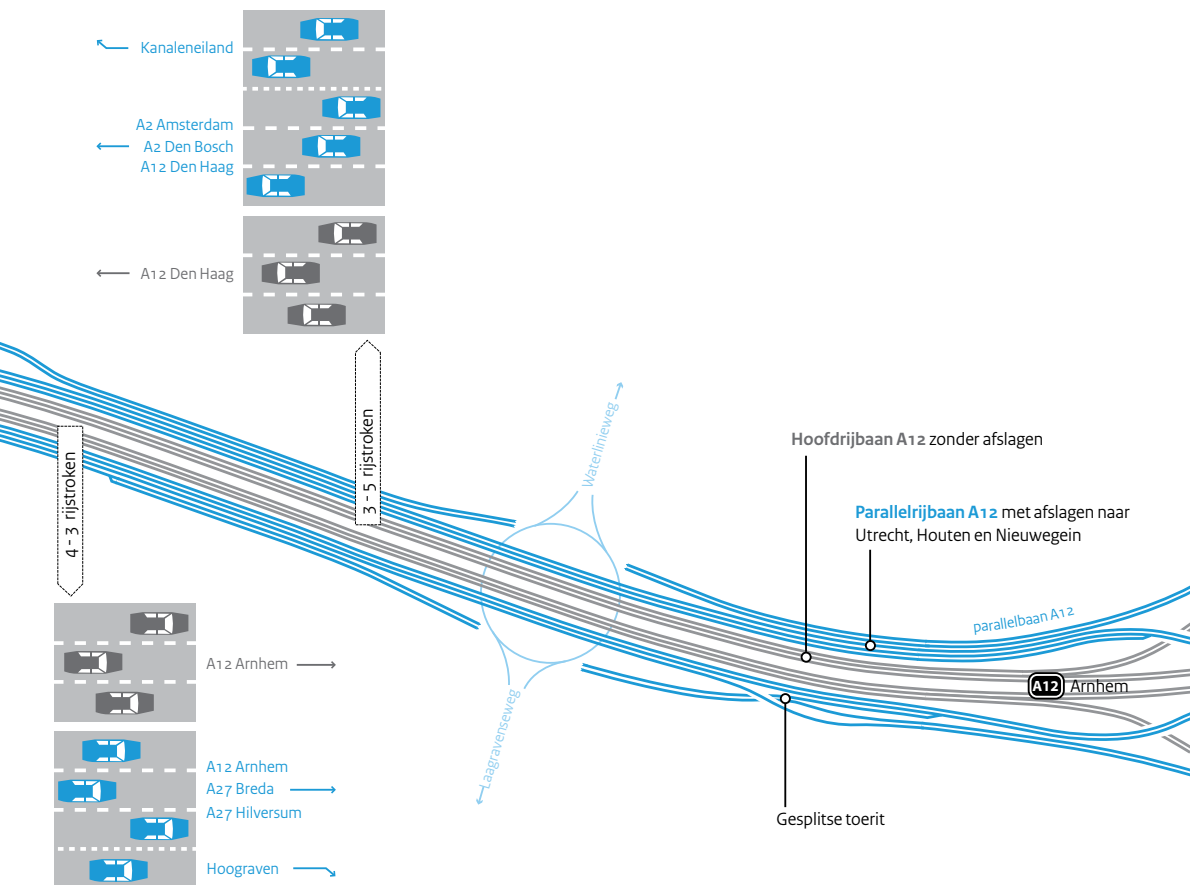 Kanaleneiland
A2 Amsterdam
A2 Den Bosch
A12 Den Haag
A12 Den Haag
3 - 5 rijstroken
4 - 3 rijstroken
Waterlinieweg
Hoofdrijbaan A12 zonder afslagen
Parallelrijbaan A12 met afslagen naar
Utrecht, Houten en Nieuwegein
parallelbaan A12
A12 Arnhem
A12 Arnhem
Laagravenseweg
A12 Arnhem
A27 Breda
A27 Hilversum
Gesplitse toerit
Hoograven